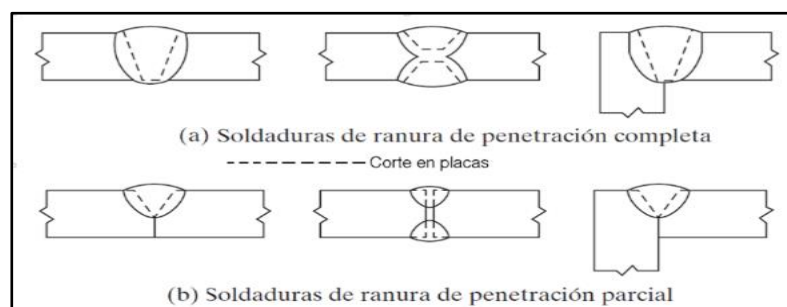 (a) Soldaduras de ranura de penetración completa
Corte en placas
(b) Soldaduras de ranura de penetración parcial